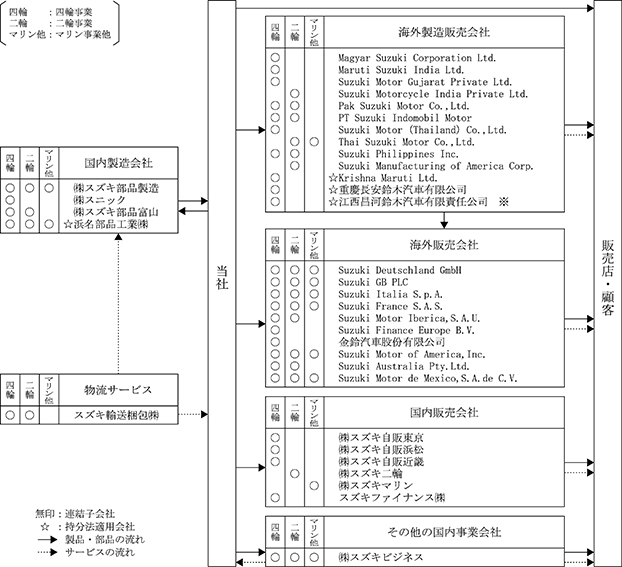 四輪　：四輪事業
二輪　：二輪事業
マリン他：マリン事業他
国内製造会社
四輪 二輪 マリン他
○ ○ ○ ㈱スズキ部品製造
○ ㈱スニック
○ ○ ㈱スズキ部品富山
○ ○ ○ ☆浜名部品工業㈱
物流サービス
四輪 二輪 マリン他
○ ○ スズキ輸送梱包㈱
無印：連結子会社
☆　：持分法適用会社
→ 製品・部品の流れ
サービスの流れ
当社
海外製造販売会社
四輪 二輪 マリン他
○ Magyar Suzuki Corporation Ltd.
○ Maruti Suzuki India Ltd.
○ Suzuki Motor Gujarat Private Ltd.
○ Suzuki Motorcycle India Private Ltd.
○ ○ Pak Suzuki Motor Co.,Ltd.
○ ○ PT Suzuki Indomobil Motor
○ Suzuki Motor (Thailand) Co.,Ltd.
○ ○ Thai Suzuki Motor Co.,Ltd.
○ ○ Suzuki Philippines Inc.
○ Suzuki Manufacturing of America Corp.
○ ☆Krishna Maruti Ltd.
○ ☆重慶長安鈴木汽車有限公司
○ ☆江西昌河鈴木汽車有限責任公司　※
海外販売会社
四輪 二輪 マリン他
○ ○ ○ Suzuki Deutschland GmbH
○ ○ ○ Suzuki GB PLC
○ ○ ○ Suzuki Italia S.p.A.
○ ○ ○ Suzuki France S.A.S.
○ ○ Suzuki Motor Iberica,S.A.U.
○ Suzuki Finance Europe B.V.
○ 金鈴汽車股份有限公司
○ ○ ○ Suzuki Motor of America,Inc.
○ ○ Suzuki Australia Pty.Ltd.
○ ○ ○ Suzuki Motor de Mexico,S.A.de C.V.
国内販売会社
四輪 二輪 マリン他
○ ㈱スズキ自販東京
○ ㈱スズキ自販浜松
○ ㈱スズキ自販近畿
○ ㈱スズキ二輪
○ ㈱スズキマリン
○ スズキファイナンス㈱
その他の国内事業会社
四輪 二輪 マリン他
○ ○ ○ ㈱スズキビジネス
販売店・顧客